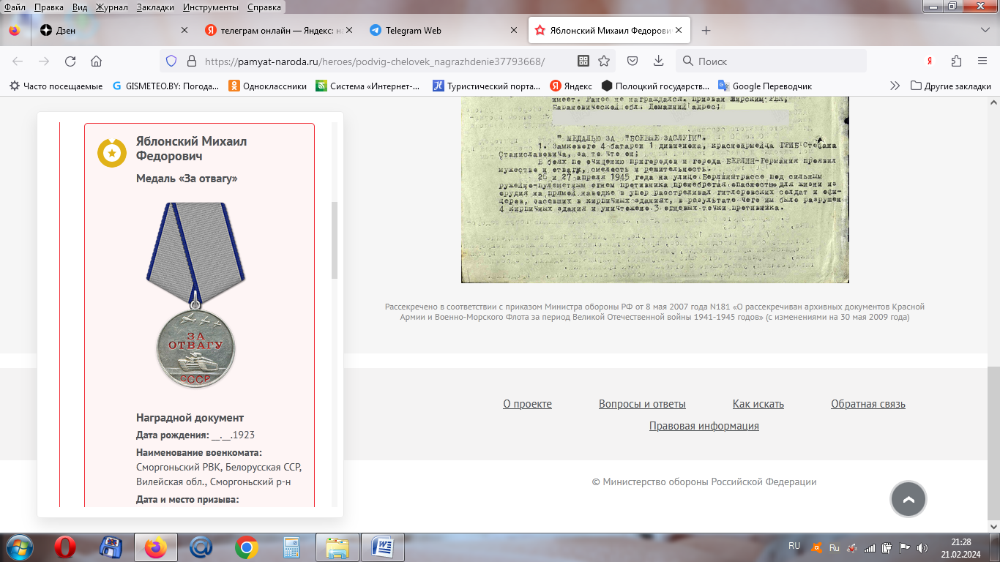 Файл Правка Вид Журнал Закладки Инструменты Справка
Дзен
телеграм онлайн — Яндекс: на
Telegram Web
Яблонский Михаил Федорови
https://pamyat-naroda.ru/heroes/podvig-chelovek_nagrazhdenie37793668/
Поиск
Часто посещаемые
GISMETEO.BY: Погода...
Одноклассники
Система «Интернет-...
Туристический порта...
Яндекс
Полоцкий государств...
Google Переводчик
Другие закладки
Яблонский Михаил
Федорович
Медаль «За отвагу»
ЗА
ОТВАГУ
СССР
Наградной документ
Дата рождения: __.__.1923
Наименование военкомата:
Сморгоньский РВК, Белорусская ССР,
Вилейская обл., Сморгоньский р-н
Дата и место призыва:
имеет. Ранее не награждался. Призван Мирским РВК,
Барановической обл. Домашний адрес;
" МЕДАЛЬЮ ЗА "БОЕВЫЕ ЗАСЛУГИ".
1. Замкового 4 батареи 1 дивизиона, красноармейца ГРИБ Стефана
Станиславовича, за то что он;
В боях по очищению пригородов и города БЕРЛИН-Германия проявил
мужество и отвагу, смелость и решительность.
26 и 27 апреля 1945 года на улице Берлинштрассе под сильным
ружейно-пулеметным огнем противника пренебрегая опасностью для жизни из
орудия на прямой наводке в упор расстреливал гитлеровских солдат и офи-
церов, засевших в кирпичных зданиях, в результате чего им было разрушен
4 кирпичных здания и уничтожено 3 огневых точки противника.
Рассекречено в соответствии с приказом Министра обороны РФ от 8 мая 2007 года N181 «О рассекречиван архивных документов Красной
Армии и Военно-Морского Флота за период Великой Отечественной войны 1941-1945 годов» (с изменениями на 30 мая 2009 года)
О проекте
Вопросы и ответы
Как искать
Обратная связь
Правовая информация
© Министерство обороны Российской Федерации
RU
Ru
21:28
21.02.2024